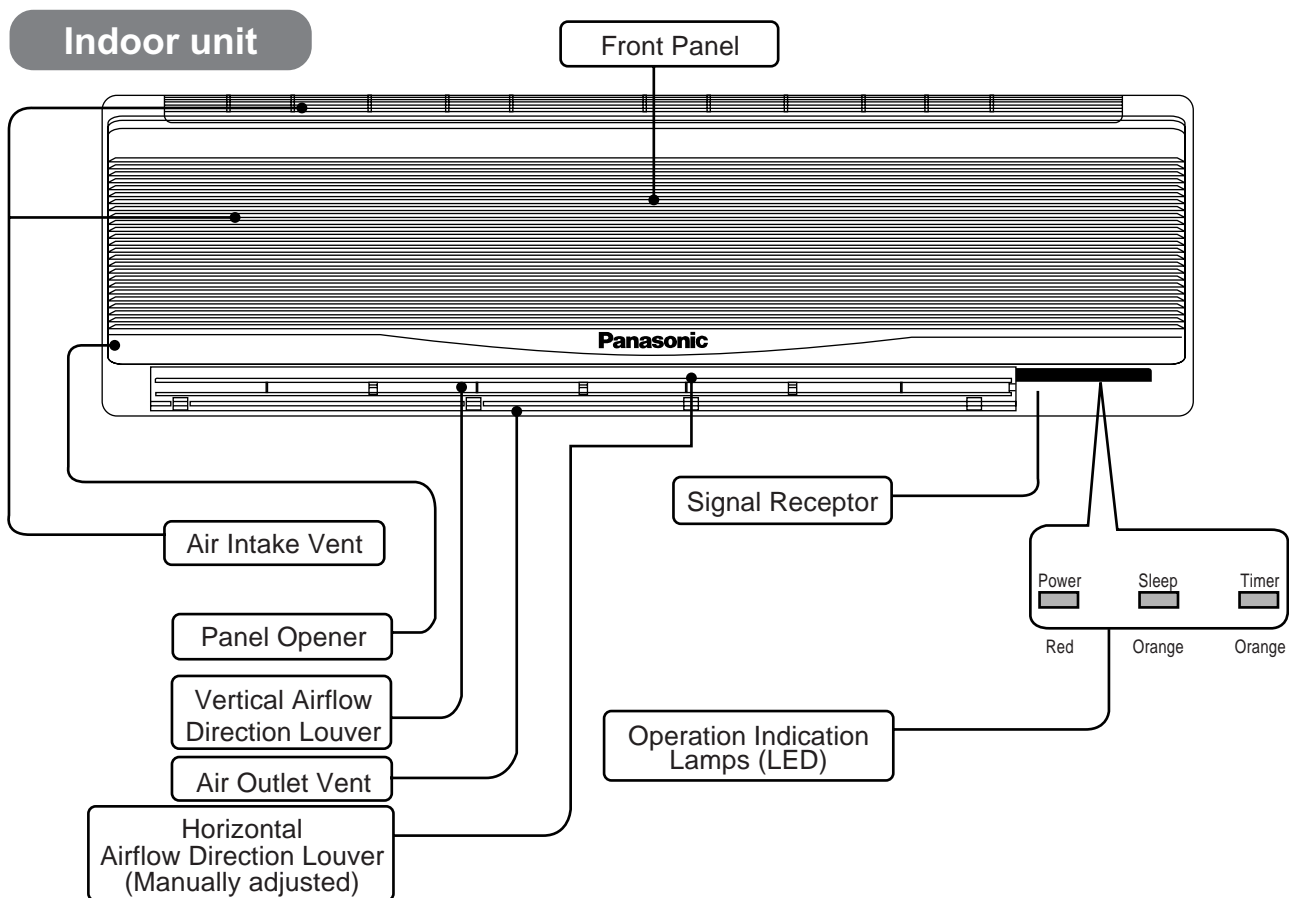 Indoor unit
Front Panel
Panasonic
Signal Receptor
Air Intake Vent
Power
Sleep
Timer
Panel Opener
Red
Orange
Orange
Vertical Airflow
Direction Louver
Operation Indication
Lamps (LED)
Air Outlet Vent
Horizontal
Airflow Direction Louver
(Manually adjusted)